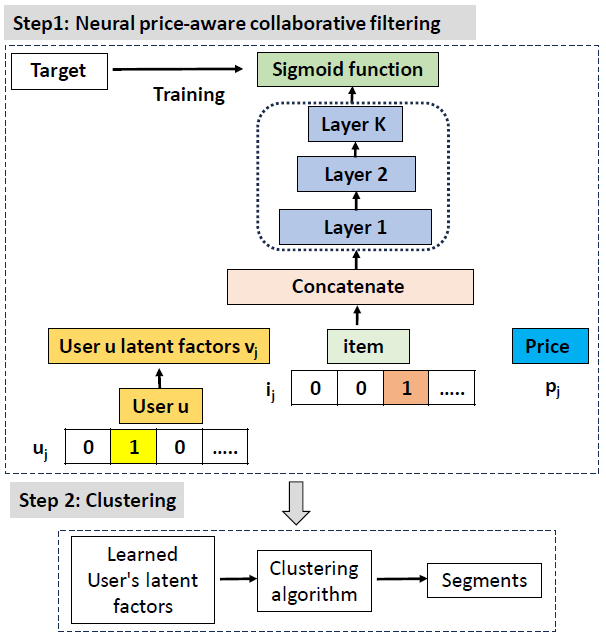 Step1: Neural price-aware collaborative filtering
Target
Training
Sigmoid function
Layer K
Layer 2
Layer 1
Concatenate
User u latent factors vj
item
Price
User u
ij 0 0 1 .....
pj
uj 0 1 0 .....
Step 2: Clustering
Learned
User's latent
factors
Clustering
algorithm
Segments